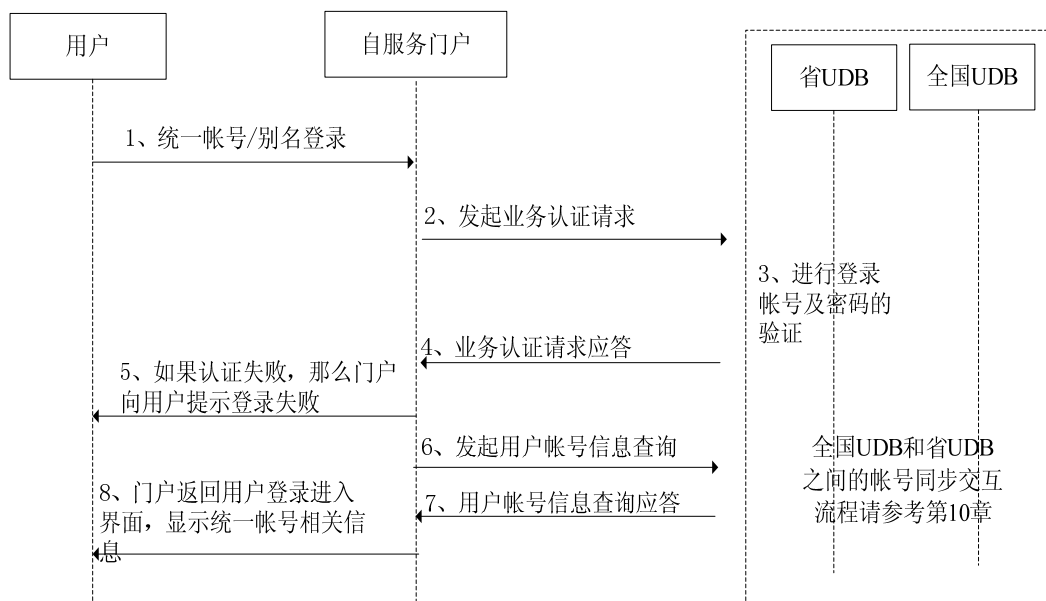 用户
自服务门户
省UDB
全国UDB
1、统一帐号/别名登录
2、发起业务认证请求
3、进行登录
帐号及密码的
验证
4、业务认证请求应答
5、如果认证失败，那么门户
向用户提示登录失败
6、发起用户帐号信息查询
全国UDB和省UDB
之间的帐号同步交互
流程请参考第10章
7、用户帐号信息查询应答
8、门户返回用户登录进入
界面，显示统一帐号相关信
息